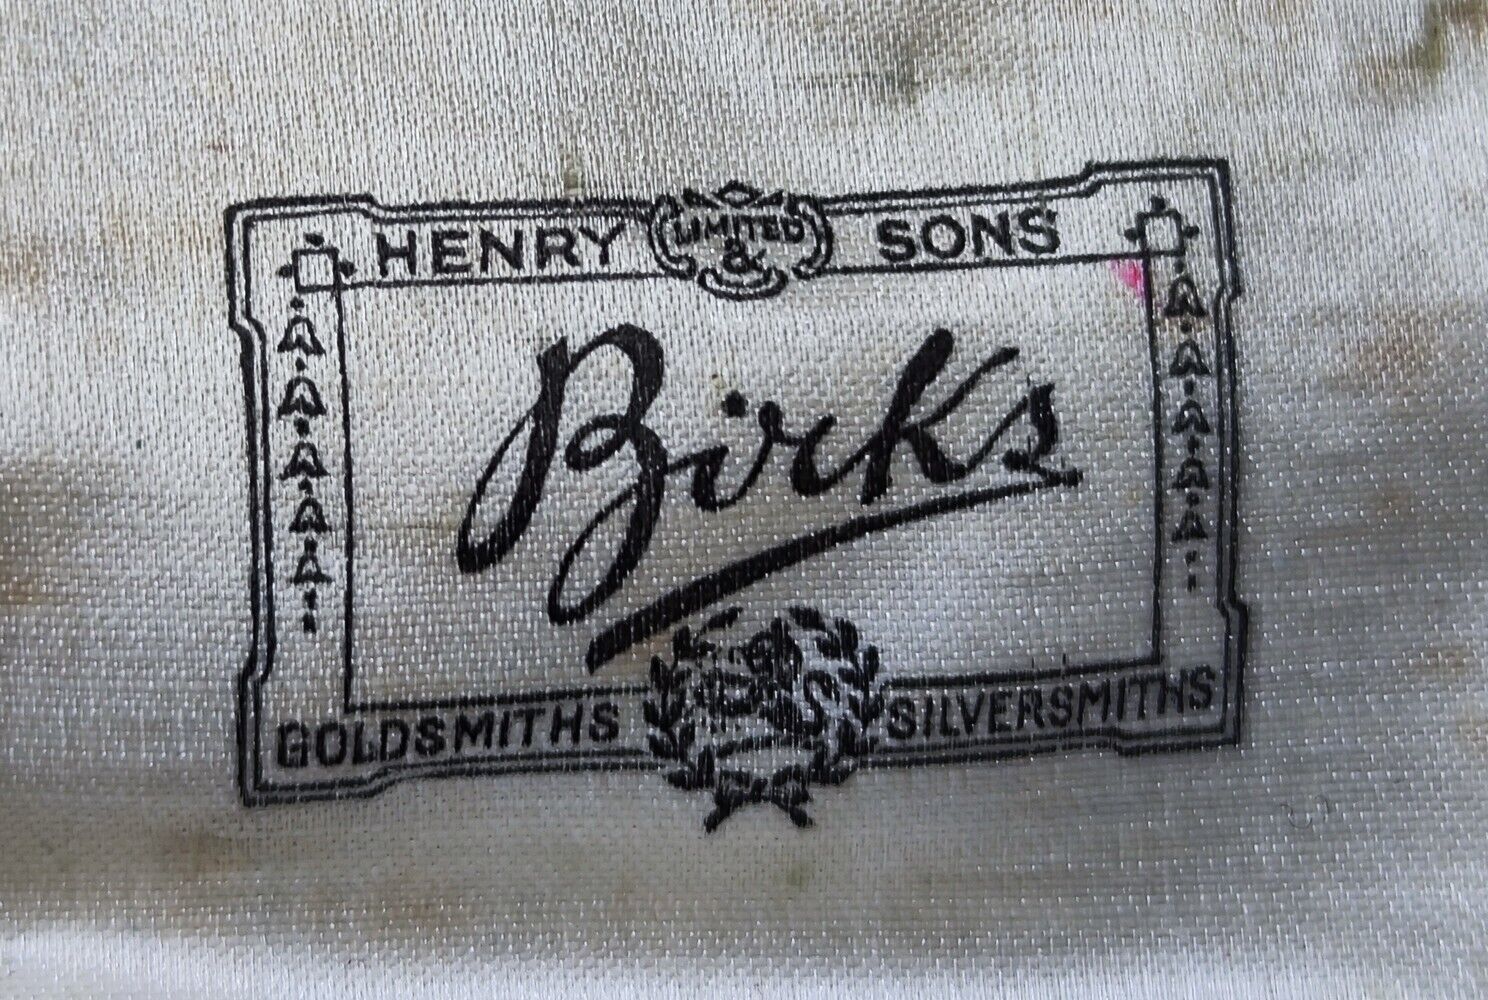 HENRY LIMITED & SONS
Birks
GOLDSMITHS SILVERSMITHS